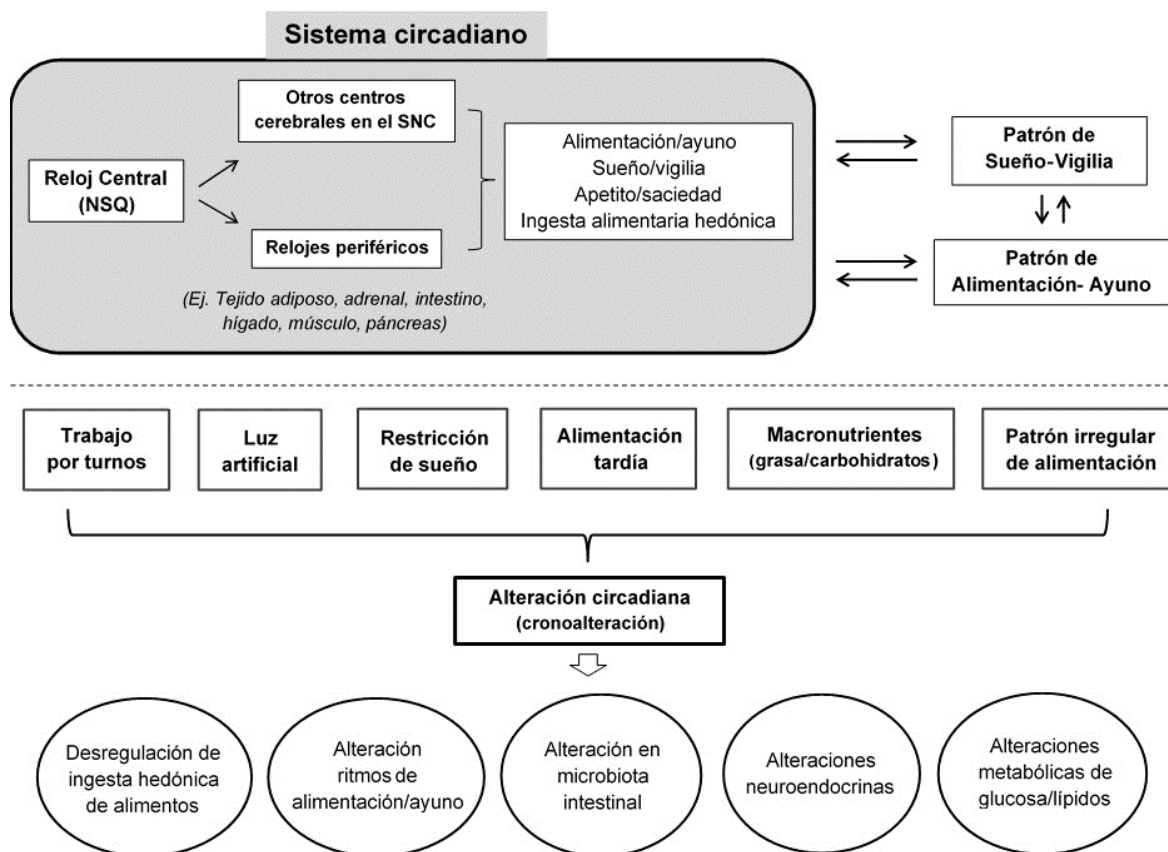 Sistema circadiano
Otros centros
cerebrales en el SNC
Reloj Central
(NSQ)
Relojes periféricos
(Ej. Tejido adiposo, adrenal, intestino,
hígado, músculo, páncreas)
Alimentación/ayuno
Sueño/vigilia
Apetito/saciedad
Ingesta alimentaria hedónica
Patrón de
Sueño-Vigilia
Patrón de
Alimentación- Ayuno
Trabajo
por turnos
Luz
artificial
Restricción
de sueño
Alimentación
tardía
Macronutrientes
(grasa/carbohidratos)
Patrón irregular
de alimentación
Alteración circadiana
(cronoalteración)
Desregulación de
ingesta hedónica
de alimentos
Alteración
ritmos de
alimentación/ayuno
Alteración en
microbiota
intestinal
Alteraciones
neuroendocrinas
Alteraciones
metabólicas de
glucosa/lípidos